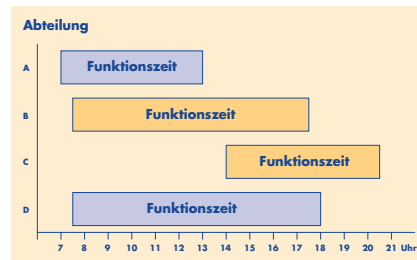 Abteilung
A Funktionszeit
B Funktionszeit
C Funktionszeit
D Funktionszeit
7 8 9 10 11 12 13 14 15 16 17 18 19 20 21 Uhr